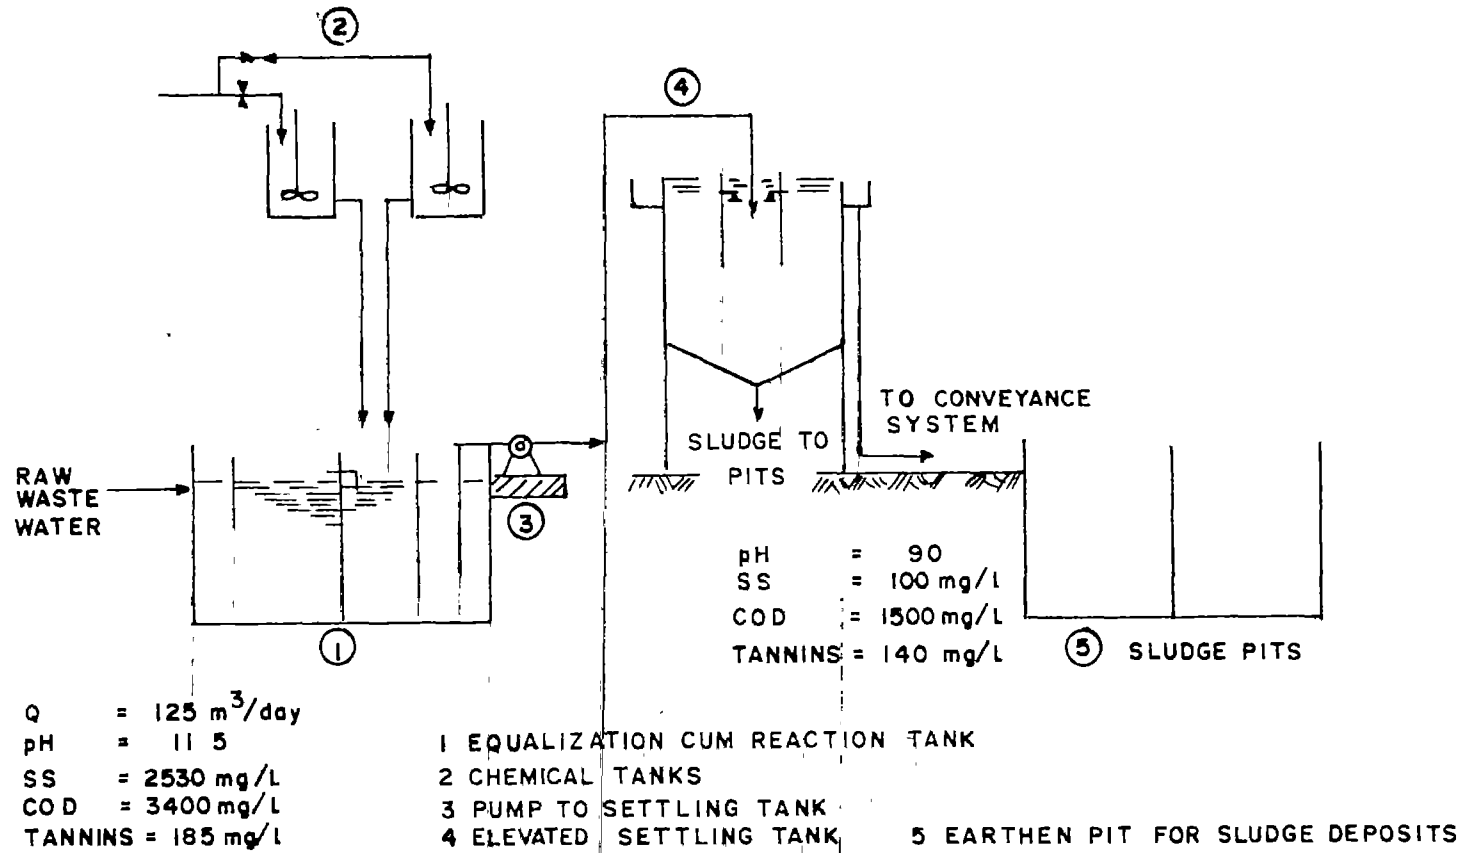 2
4
TO CONVEYANCE
SYSTEM
SLUDGE TO
PITS
RAW
WASTE
WATER
3
pH = 90
SS = 100 mg/L
COD = 1500 mg/L
TANNINS = 140 mg/L
1
5 SLUDGE PITS
Q = 125 m³/day
pH = 11 5
SS = 2530 mg/L
COD = 3400 mg/L
TANNINS = 185 mg/L
1 EQUALIZATION CUM REACTION TANK
2 CHEMICAL TANKS
3 PUMP TO SETTLING TANK
4 ELEVATED SETTLING TANK
5 EARTHEN PIT FOR SLUDGE DEPOSITS